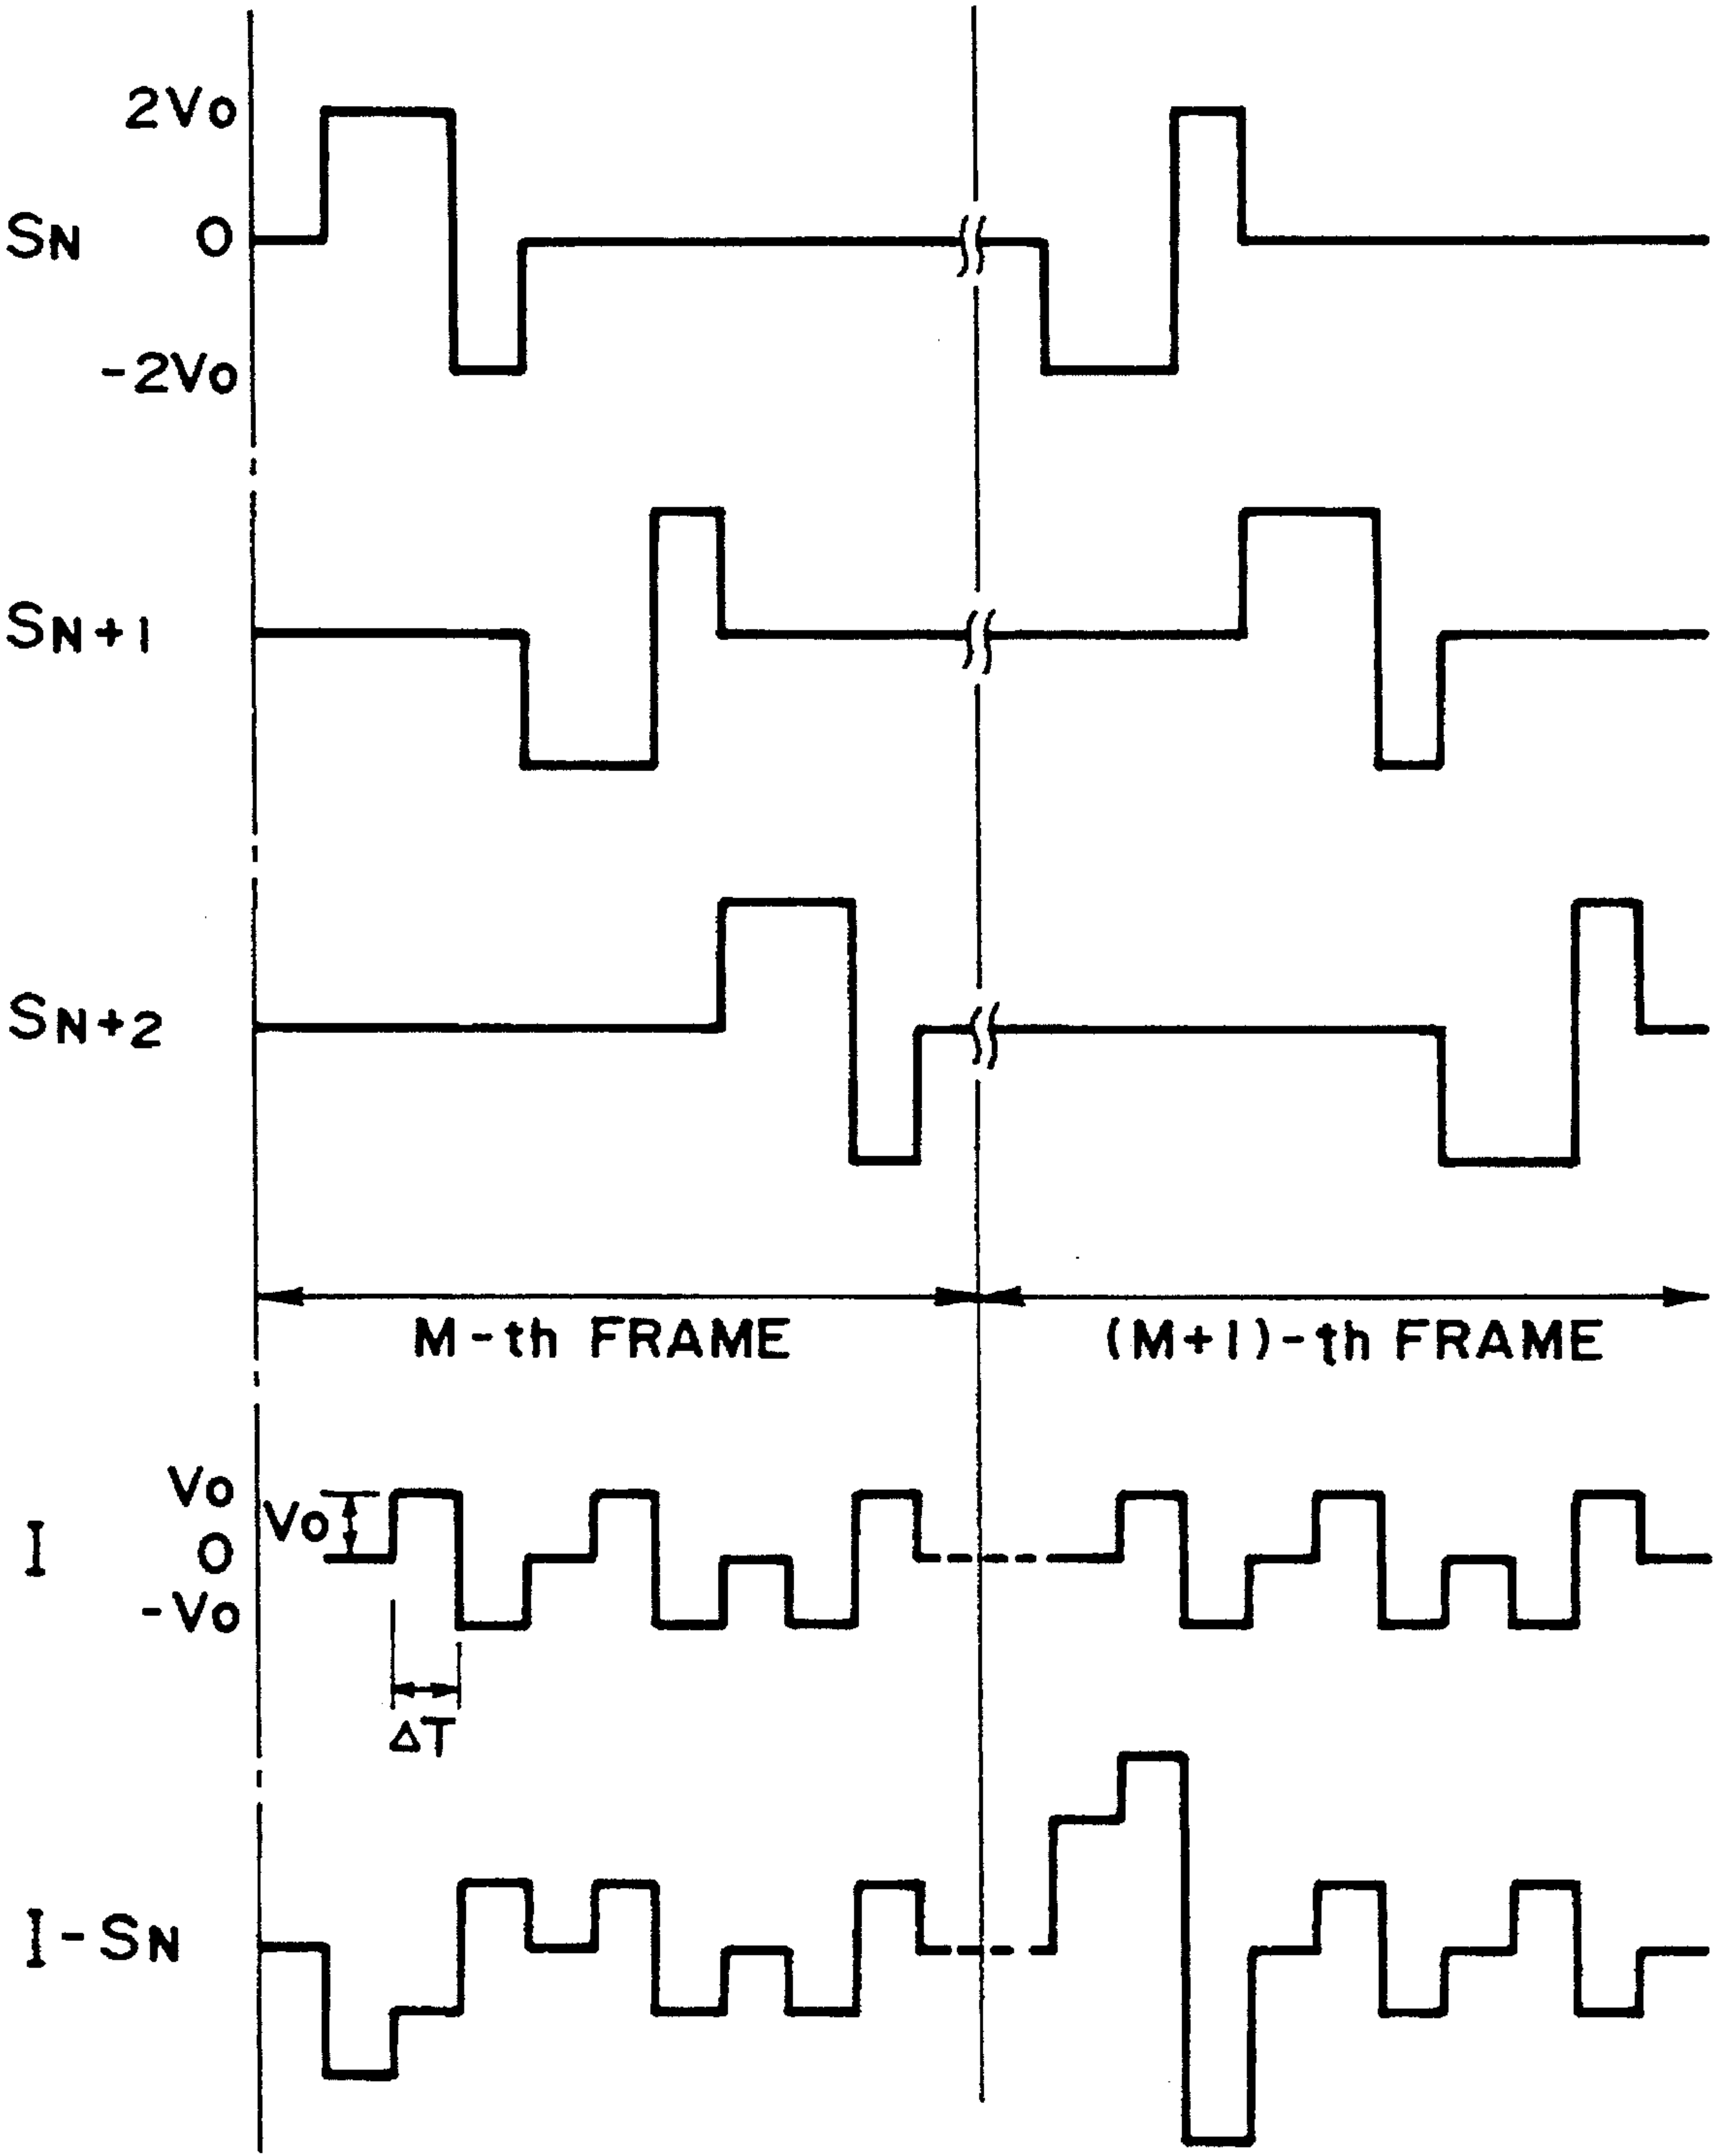 2Vo
SN 0
-2Vo
SN+1
SN+2
M-th FRAME (M+1)-th FRAME
Vo
Vo
I 0
-Vo
ΔT
I-SN